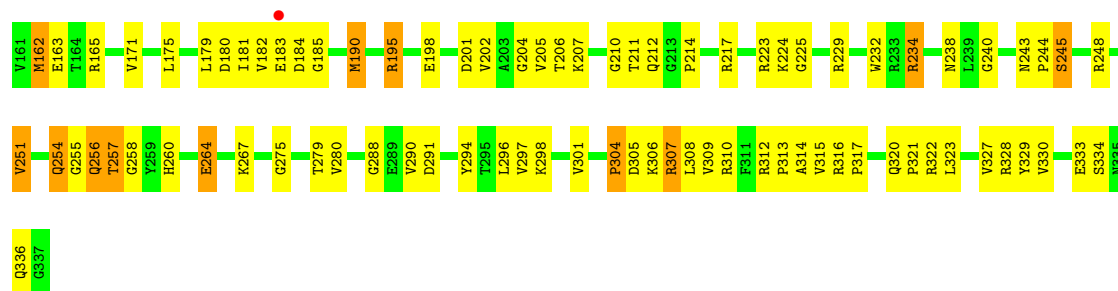 V161 M162 E163 T164 R165 V171 L175 L179 D180 I181 V182 E183 D184 G185 M190 R195 E198 D201 V202 A203 G204 V205 T206 K207 G210 T211 Q212 G213 P214 R217 R223 K224 G225 R229 W232 R233 R234 N238 L239 G240 N243 P244 S245 R248
V251 Q254 G255 Q256 T257 G258 Y259 H260 E264 K267 G275 T279 V280 G288 E289 V290 D291 Y294 T295 L296 V297 K298 V301 P304 D305 K306 R307 L308 V309 R310 F311 R312 P313 A314 V315 R316 P317 Q320 P321 R322 L323 V327 R328 Y329 V330 E333 S334 N335
Q336 G337